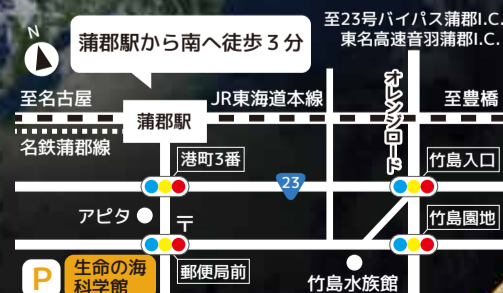 N
蒲郡駅から南へ徒歩3分
至23号バイパス蒲郡I.C.
東名高速音羽蒲郡I.C.
至名古屋
JR東海道本線
オレンジロード
至豊橋
蒲郡駅
名鉄蒲郡線
港町3番
23
竹島入口
アピタ
〒
竹島園地
P
生命の海
科学館
郵便局前
竹島水族館